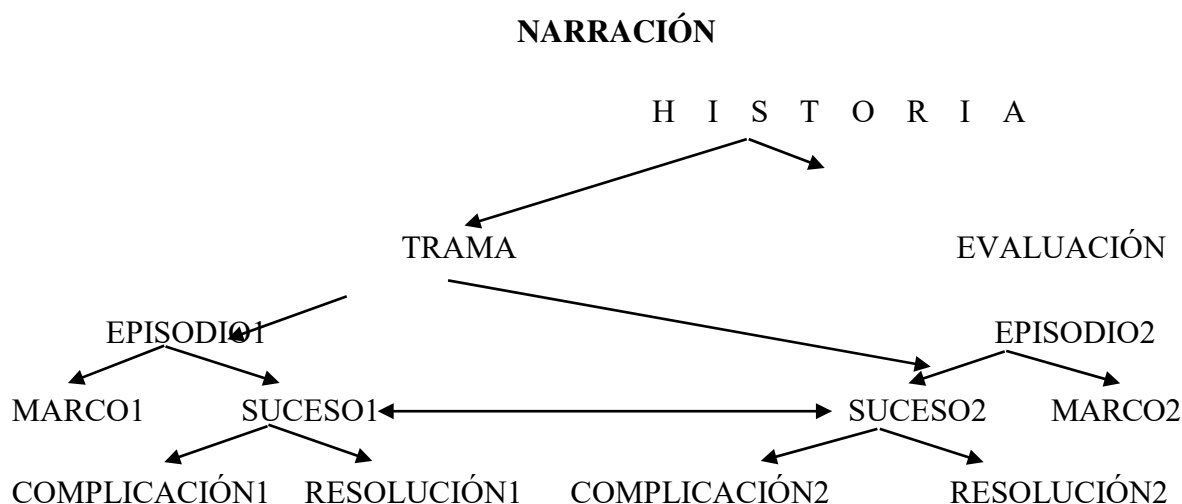 NARRACIÓN
H I S T O R I A
TRAMA EVALUACIÓN
EPISODIO1 EPISODIO2
MARCO1 SUCESO1 SUCESO2 MARCO2
COMPLICACIÓN1 RESOLUCIÓN1 COMPLICACIÓN2 RESOLUCIÓN2